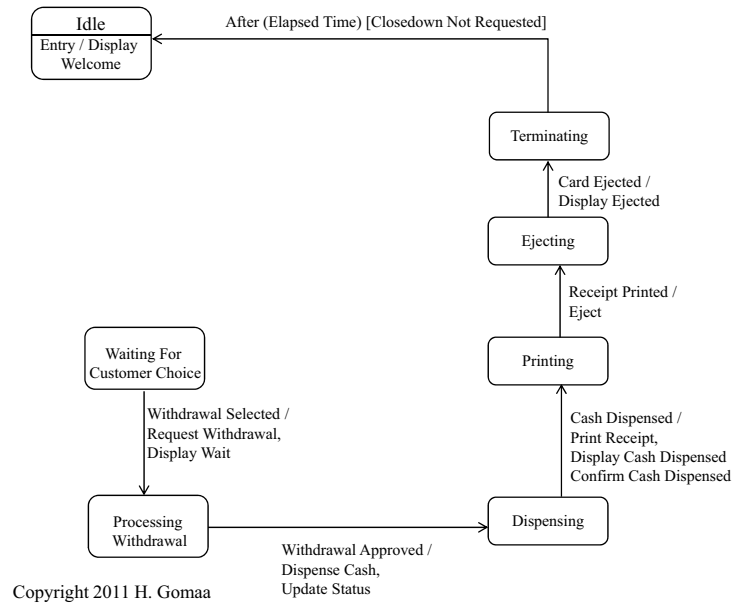 Idle
Entry / Display
Welcome
After (Elapsed Time) [Closedown Not Requested]
Terminating
Card Ejected /
Display Ejected
Ejecting
Receipt Printed /
Eject
Printing
Waiting For
Customer Choice
Withdrawal Selected /
Request Withdrawal,
Display Wait
Cash Dispensed /
Print Receipt,
Display Cash Dispensed
Confirm Cash Dispensed
Processing
Withdrawal
Dispensing
Withdrawal Approved /
Dispense Cash,
Update Status
Copyright 2011 H. Gomaa